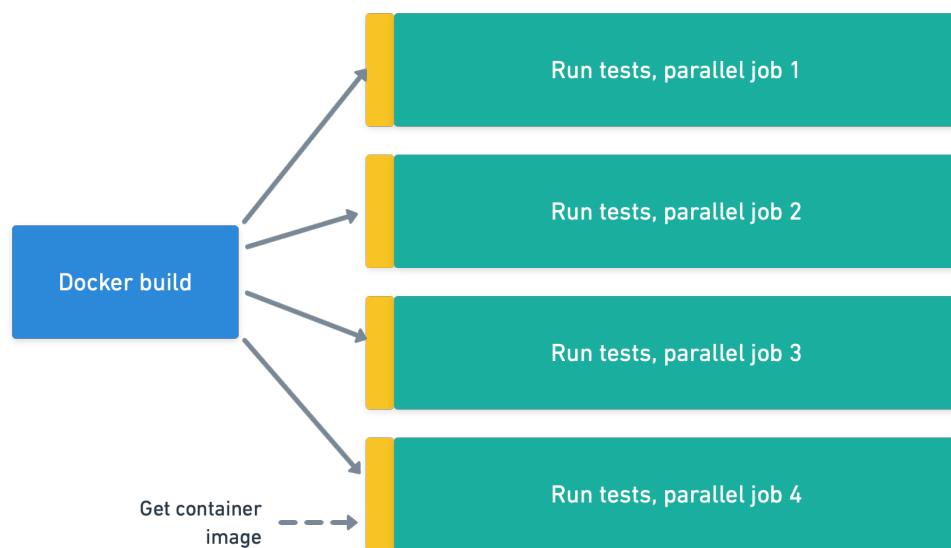 Run tests, parallel job 1
Run tests, parallel job 2
Docker build
Run tests, parallel job 3
Run tests, parallel job 4
Get container
image